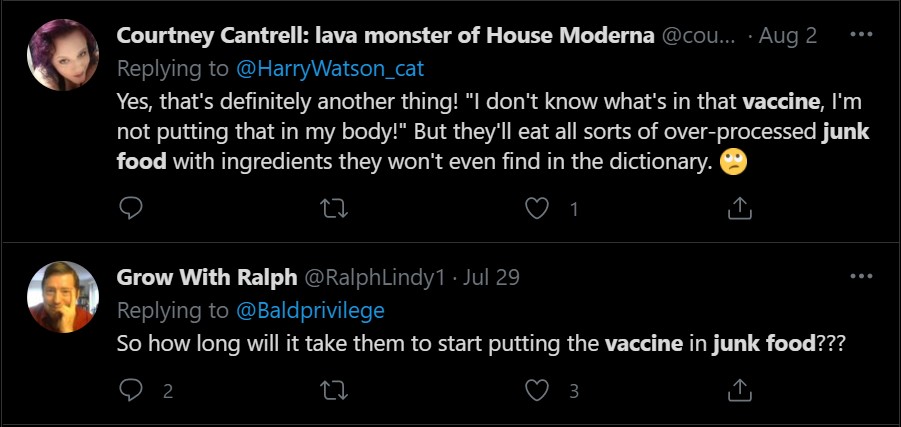 Courtney Cantrell: lava monster of House Moderna @cou... · Aug 2
Replying to @HarryWatson_cat
Yes, that's definitely another thing! "I don't know what's in that vaccine, I'm
not putting that in my body!" But they'll eat all sorts of over-processed junk
food with ingredients they won't even find in the dictionary. 🙄
1
Grow With Ralph @RalphLindy1 · Jul 29
Replying to @Baldprivilege
So how long will it take them to start putting the vaccine in junk food???
2 3